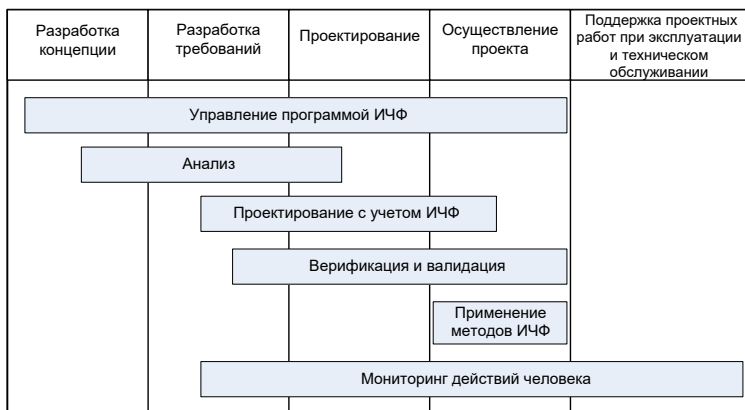 Разработка
концепции
Разработка
требований
Проектирование
Осуществление
проекта
Поддержка проектных
работ при эксплуатации
и техническом
обслуживании
Управление программой ИЧФ
Анализ
Проектирование с учетом ИЧФ
Верификация и валидация
Применение
методов ИЧФ
Мониторинг действий человека